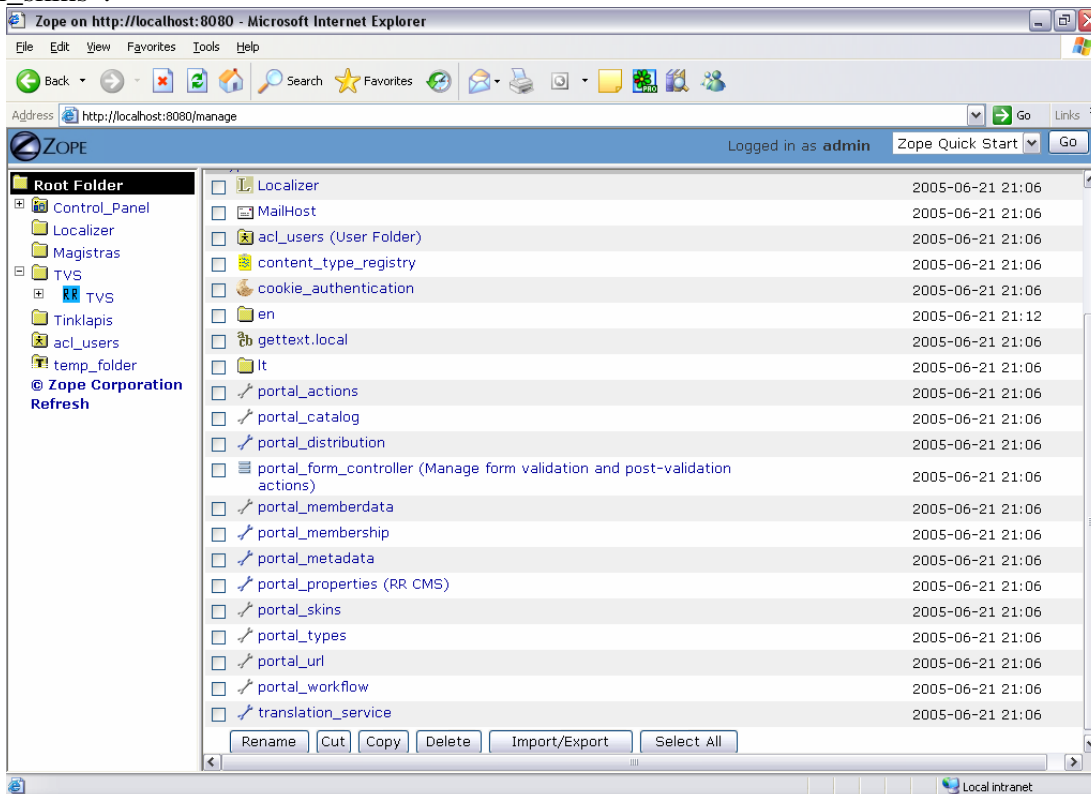 Zope on http://localhost:8080 - Microsoft Internet Explorer
File Edit View Favorites Tools Help
Back Search Favorites PRO
Address http://localhost:8080/manage Go Links
ZOPE Logged in as admin Zope Quick Start Go
Root Folder
Control_Panel
Localizer
Magistras
TVS
RR TVS
Tinklapis
acl_users
temp_folder
© Zope Corporation
Refresh
L Localizer 2005-06-21 21:06
MailHost 2005-06-21 21:06
acl_users (User Folder) 2005-06-21 21:06
content_type_registry 2005-06-21 21:06
cookie_authentication 2005-06-21 21:06
en 2005-06-21 21:12
gettext.local 2005-06-21 21:06
lt 2005-06-21 21:06
portal_actions 2005-06-21 21:06
portal_catalog 2005-06-21 21:06
portal_distribution 2005-06-21 21:06
portal_form_controller (Manage form validation and post-validation
actions) 2005-06-21 21:06
portal_memberdata 2005-06-21 21:06
portal_membership 2005-06-21 21:06
portal_metadata 2005-06-21 21:06
portal_properties (RR CMS) 2005-06-21 21:06
portal_skins 2005-06-21 21:06
portal_types 2005-06-21 21:06
portal_url 2005-06-21 21:06
portal_workflow 2005-06-21 21:06
translation_service 2005-06-21 21:06
Rename Cut Copy Delete Import/Export Select All
Local intranet